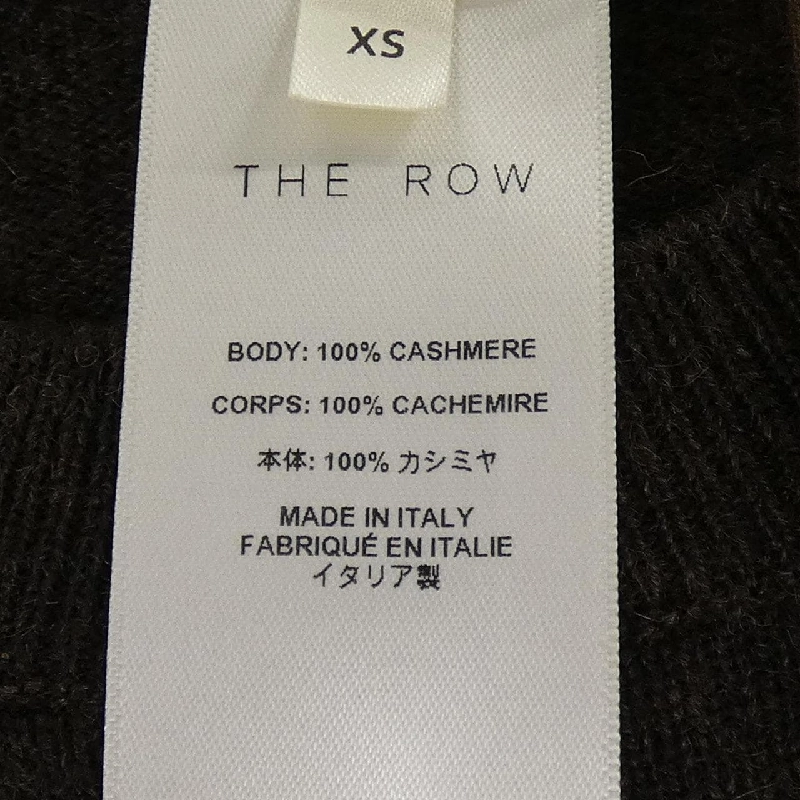 XS
THE ROW
BODY: 100% CASHMERE
CORPS: 100% CACHEMIRE
本体: 100% カシミヤ
MADE IN ITALY
FABRIQUÉ EN ITALIE
イタリア製